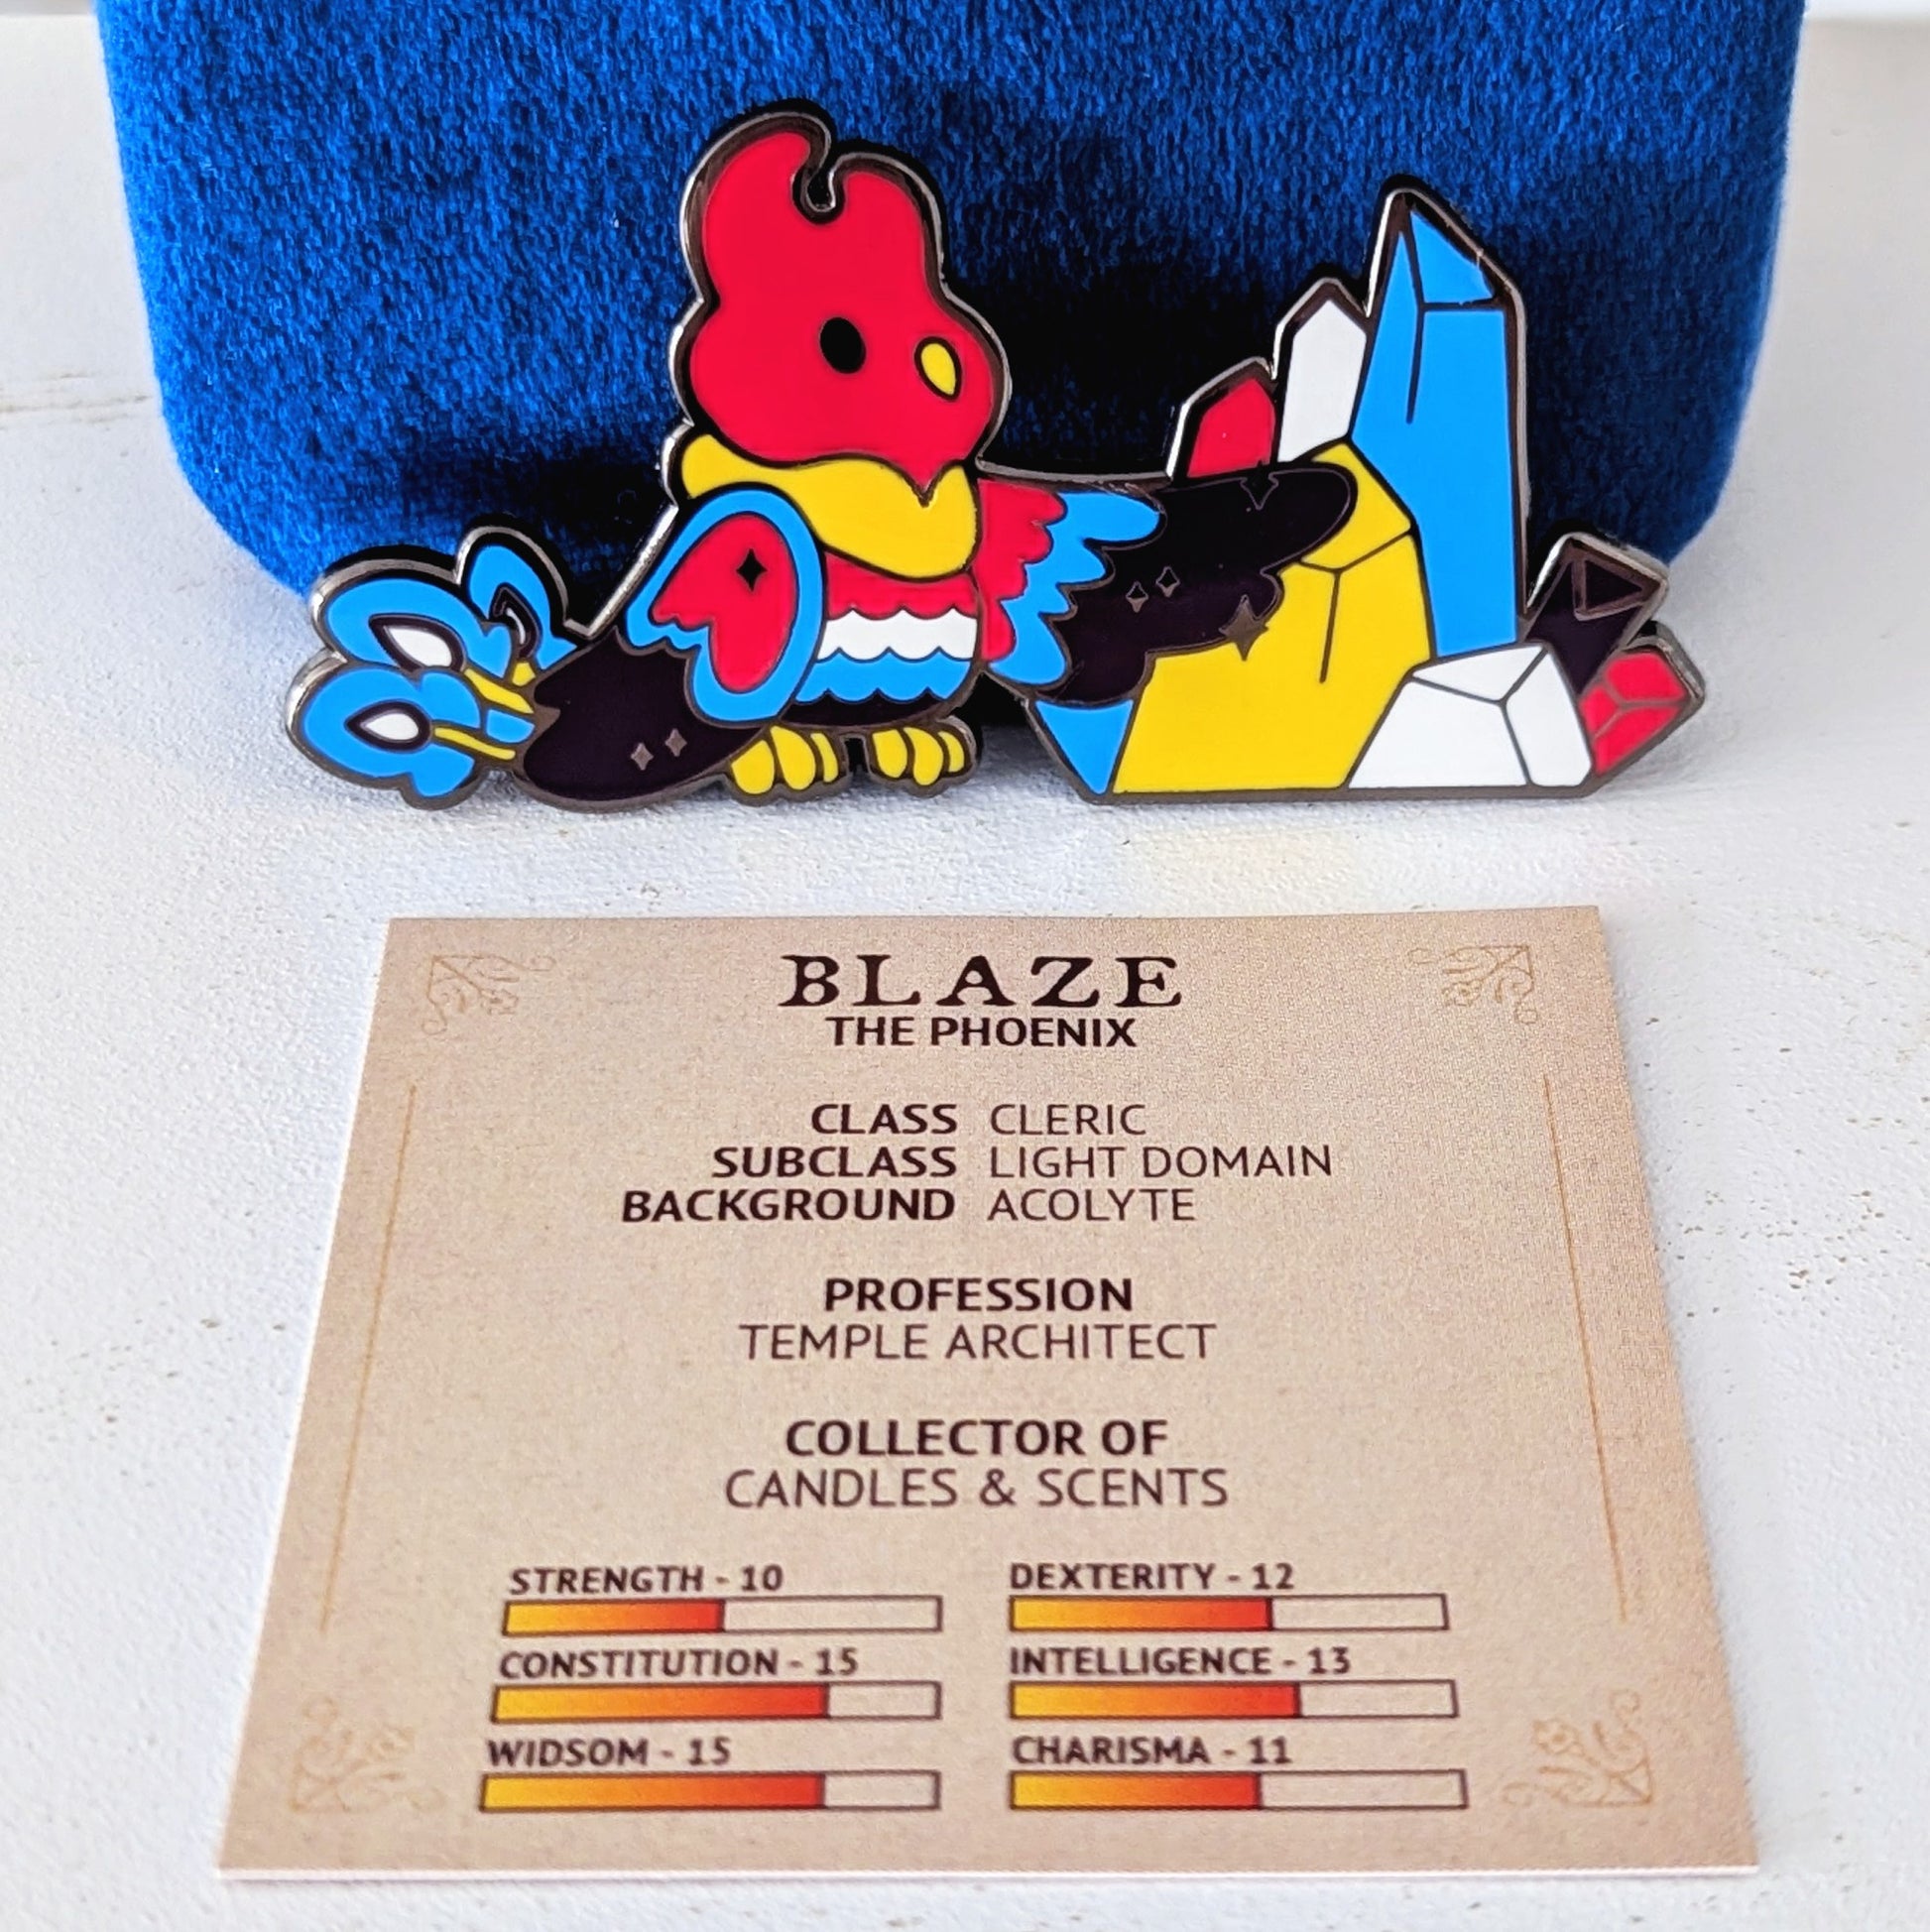 BLAZE
THE PHOENIX
CLASS CLERIC
SUBCLASS LIGHT DOMAIN
BACKGROUND ACOLYTE
PROFESSION
TEMPLE ARCHITECT
COLLECTOR OF
CANDLES & SCENTS
STRENGTH - 10 DEXTERITY - 12
CONSTITUTION - 15 INTELLIGENCE - 13
WIDSOM - 15 CHARISMA - 11